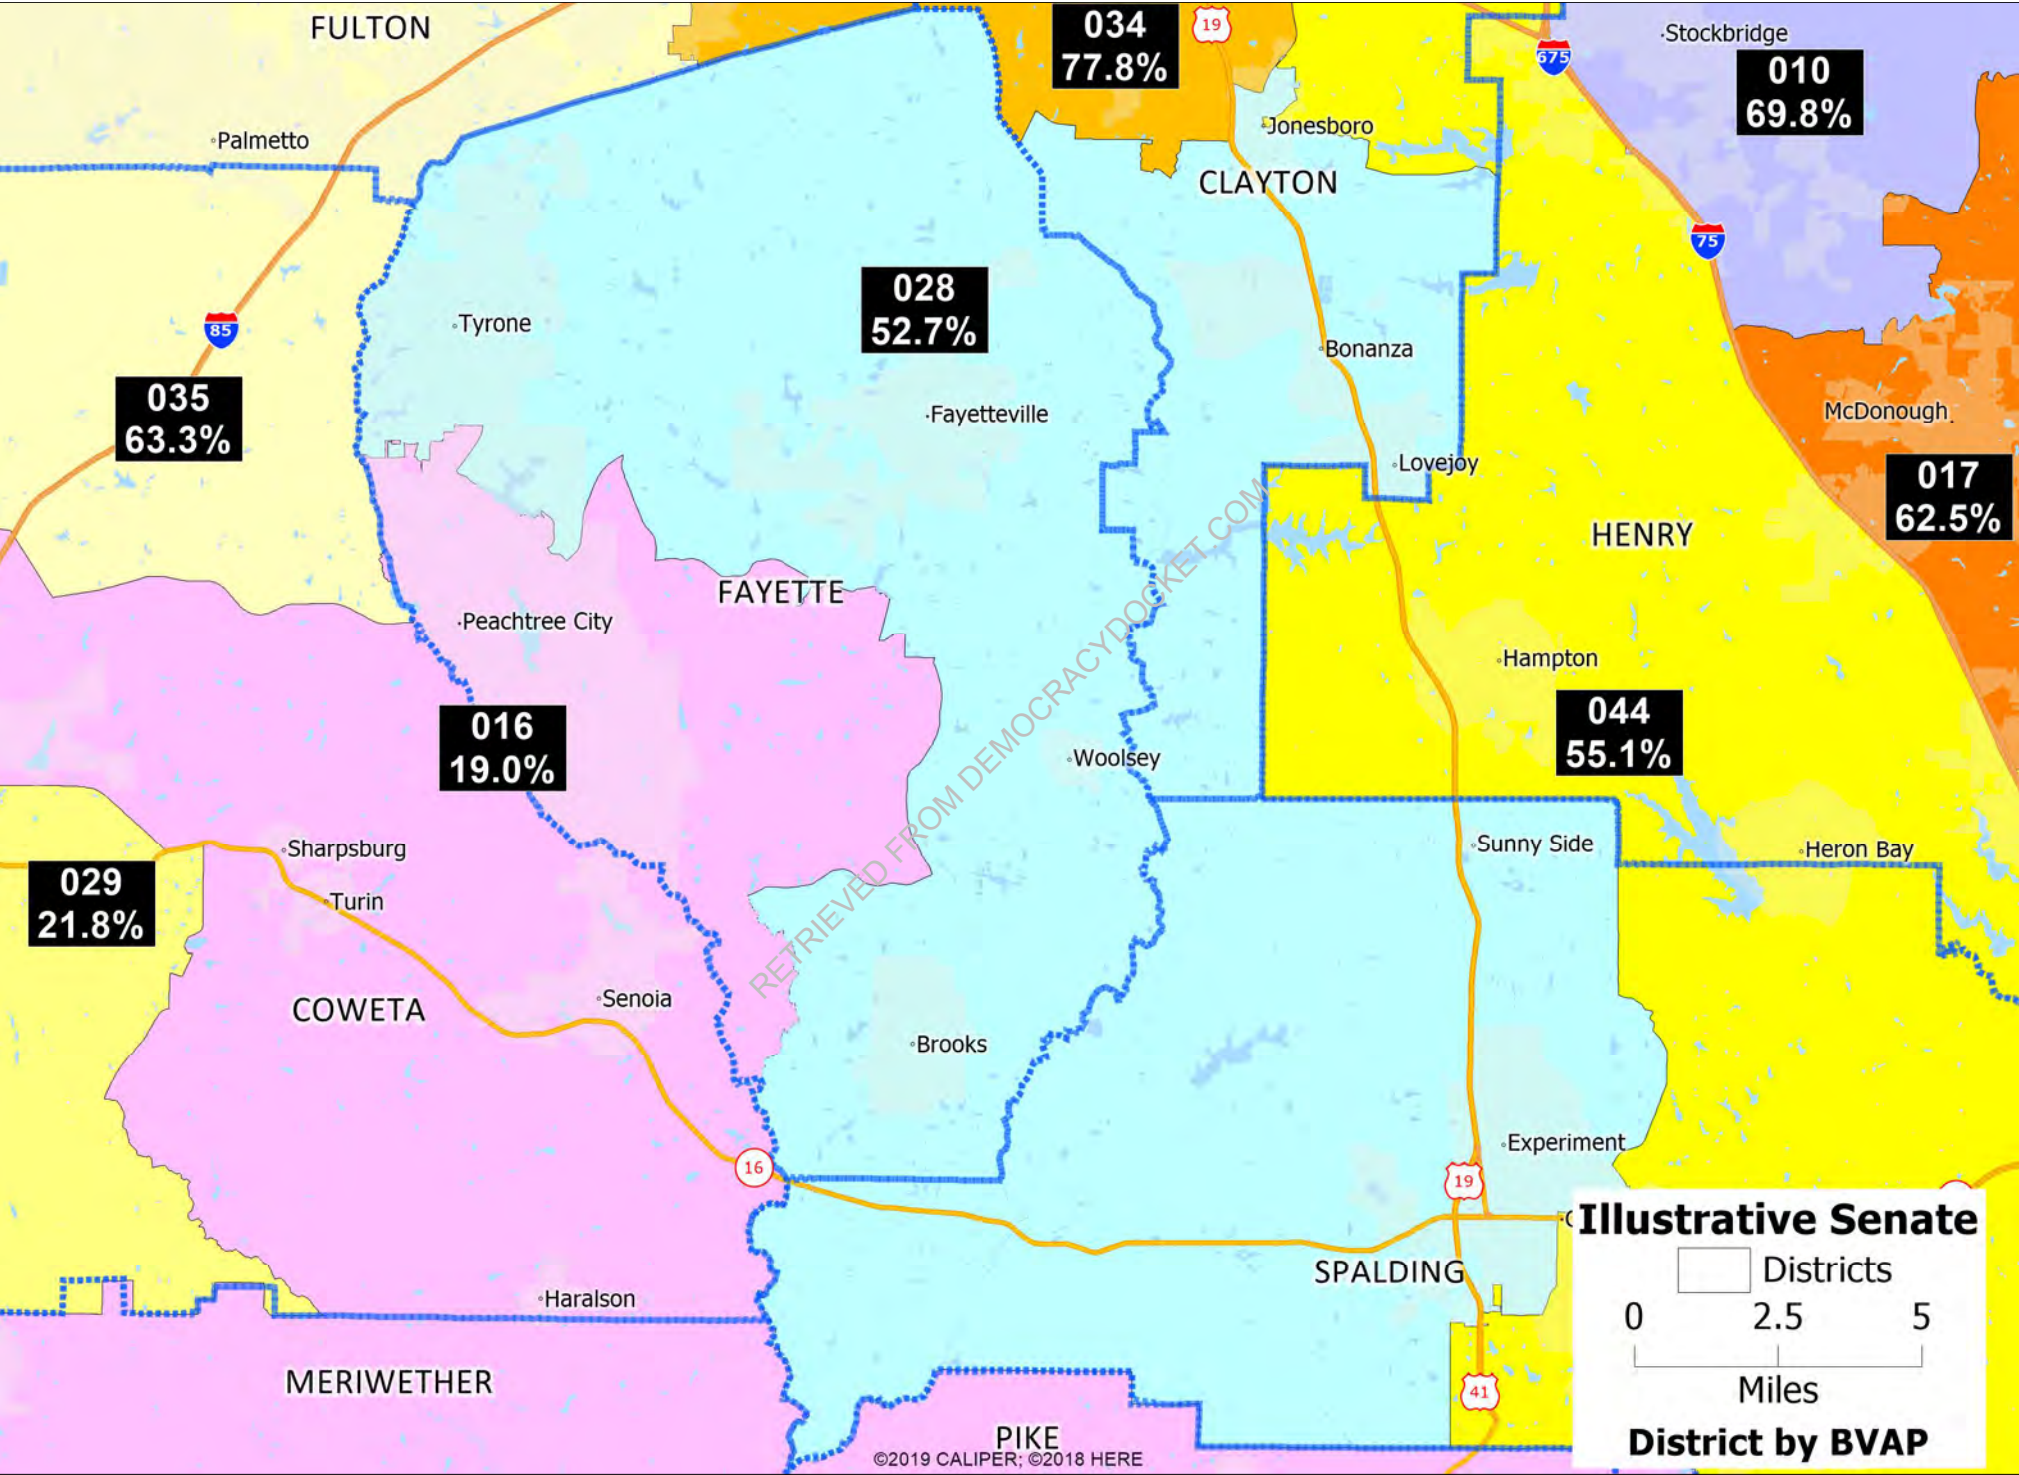 FULTON
034
77.8%
19
675
Stockbridge
010
69.8%
Palmetto
Jonesboro
CLAYTON
75
028
52.7%
Tyrone
85
Bonanza
035
63.3%
Fayetteville
McDonough
Lovejoy
017
62.5%
HENRY
FAYETTE
Peachtree City
Hampton
016
19.0%
044
55.1%
Woolsey
RETRIEVED FROM DEMOCRACYDOCKET.COM
Sharpsburg
Sunny Side
Heron Bay
029
21.8%
Turin
COWETA
Senoia
Brooks
Experiment
16
19
Illustrative Senate
Districts
0 2.5 5
Miles
District by BVAP
SPALDING
Haralson
41
MERIWETHER
PIKE
©2019 CALIPER; ©2018 HERE